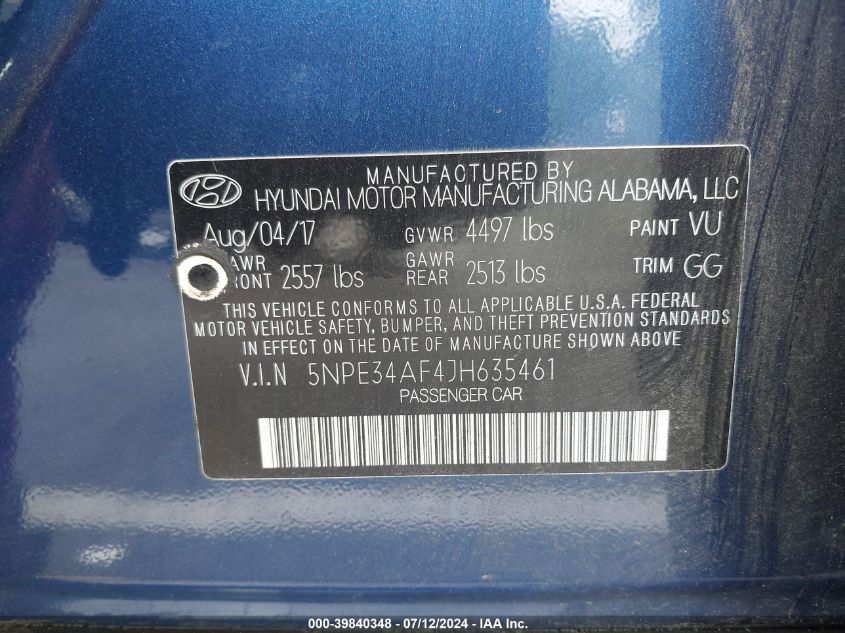 MANUFACTURED BY
HYUNDAI MOTOR MANUFACTURING ALABAMA, LLC
Aug/04/17 GVWR 4497 lbs PAINT VU
AWR FRONT 2557 lbs GAWR REAR 2513 lbs TRIM GG
THIS VEHICLE CONFORMS TO ALL APPLICABLE U.S.A. FEDERAL
MOTOR VEHICLE SAFETY, BUMPER, AND THEFT PREVENTION STANDARDS
IN EFFECT ON THE DATE OF MANUFACTURE SHOWN ABOVE
V.I.N 5NPE34AF4JH635461
PASSENGER CAR
000-39840348 - 07/12/2024 - IAA Inc.